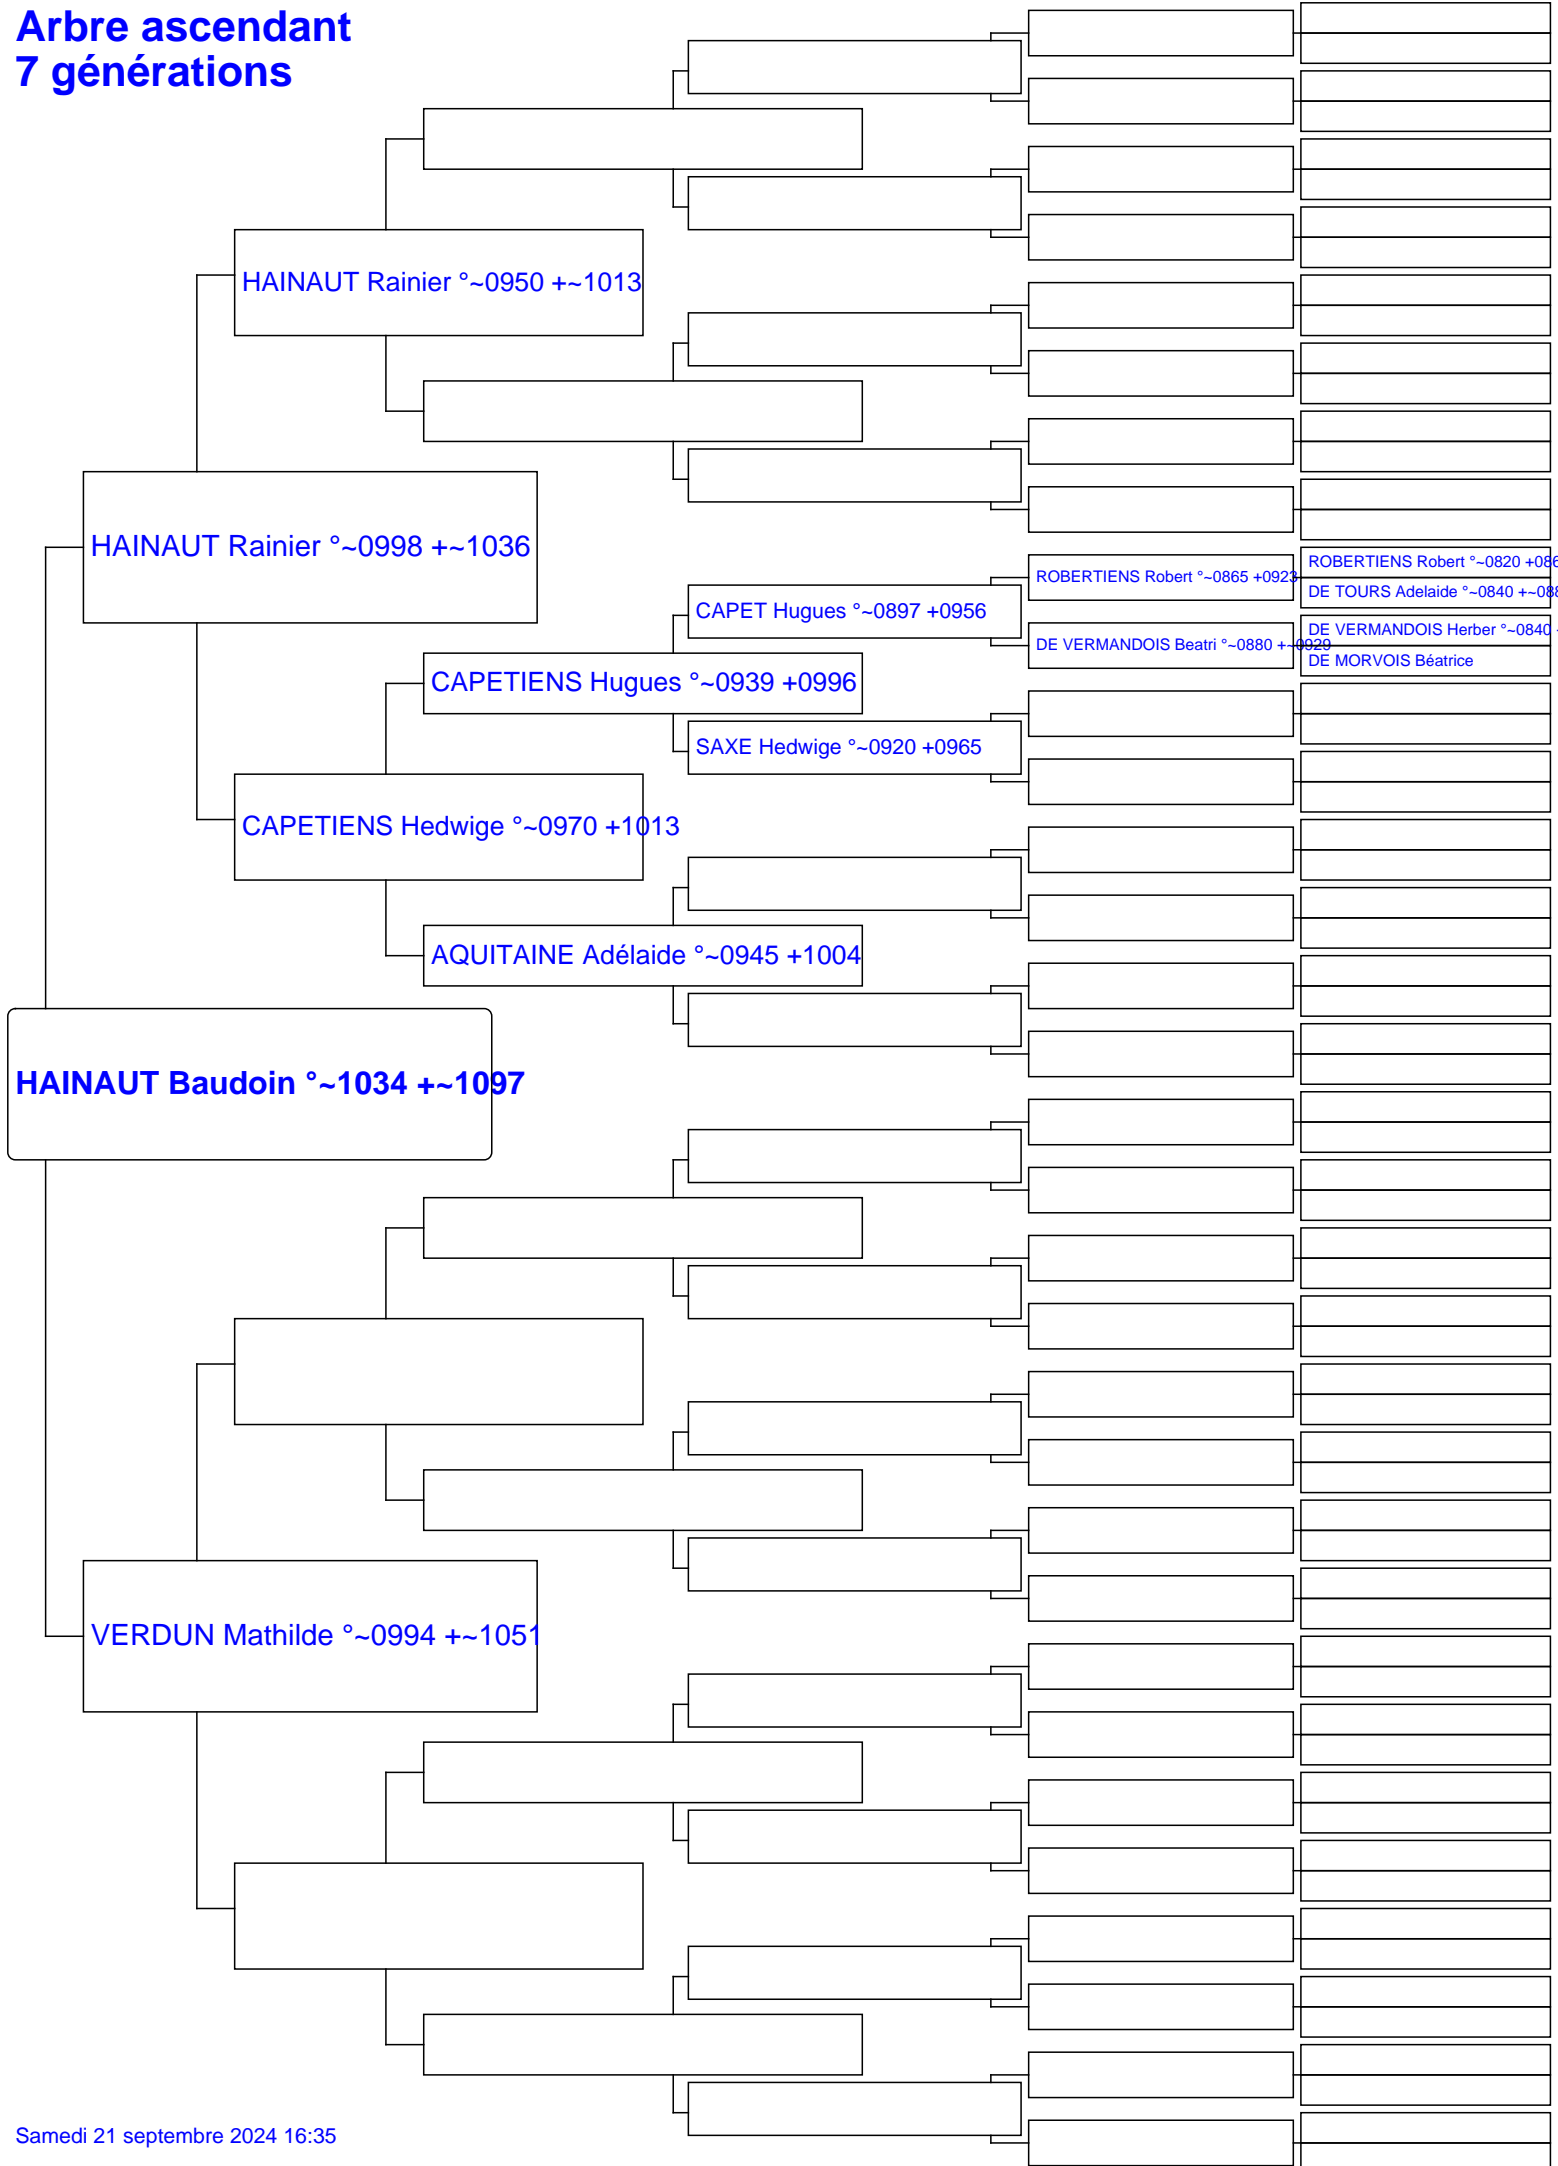 Arbre ascendant
7 générations
HAINAUT Rainier °~0950 +~1013
HAINAUT Rainier °~0998 +~1036
ROBERTIENS Robert °~0820 +086
ROBERTIENS Robert °~0865 +0923
DE TOURS Adelaide °~0840 +~088
CAPET Hugues °~0897 +0956
DE VERMANDOIS Herber °~0840
DE VERMANDOIS Beatri °~0880 +~0929
DE MORVOIS Béatrice
CAPETIENS Hugues °~0939 +0996
SAXE Hedwige °~0920 +0965
CAPETIENS Hedwige °~0970 +1013
AQUITAINE Adélaide °~0945 +1004
HAINAUT Baudoin °~1034 +~1097
VERDUN Mathilde °~0994 +~1051
Samedi 21 septembre 2024 16:35